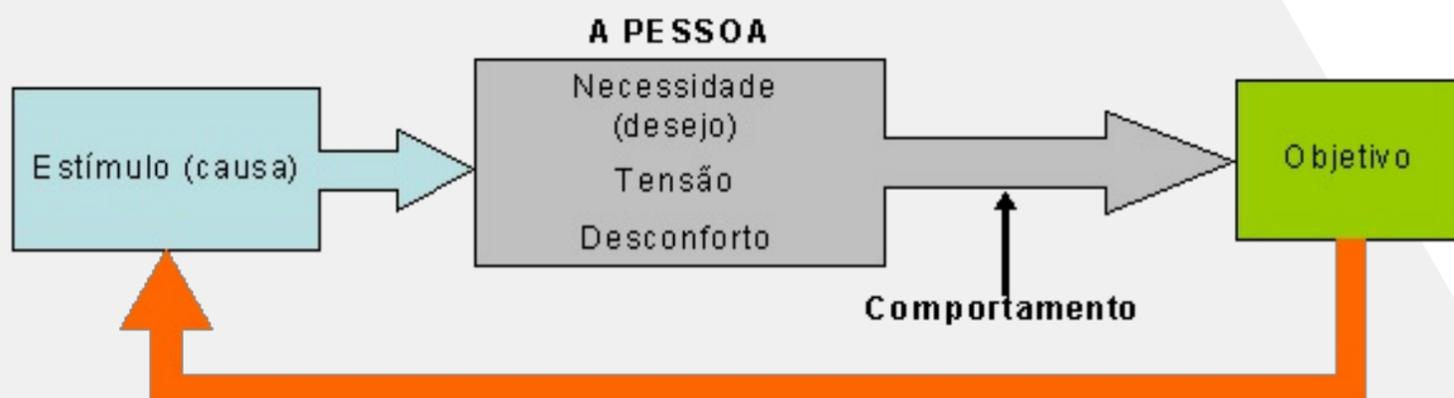 A PESSOA
Estímulo (causa)
Necessidade
(desejo)
Tensão
Desconforto
Objetivo
Comportamento